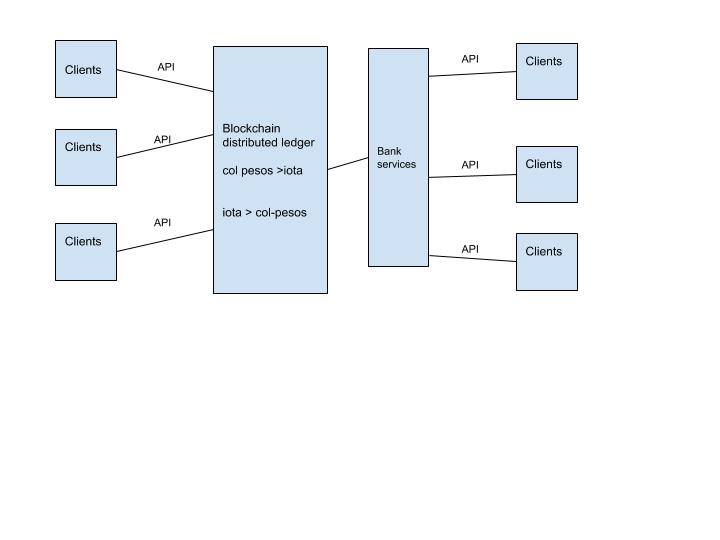 Clients
API
Clients
API
Clients
API
Blockchain
distributed ledger
col pesos >iota
iota > col-pesos
Bank
services
API
Clients
API
Clients
API
Clients